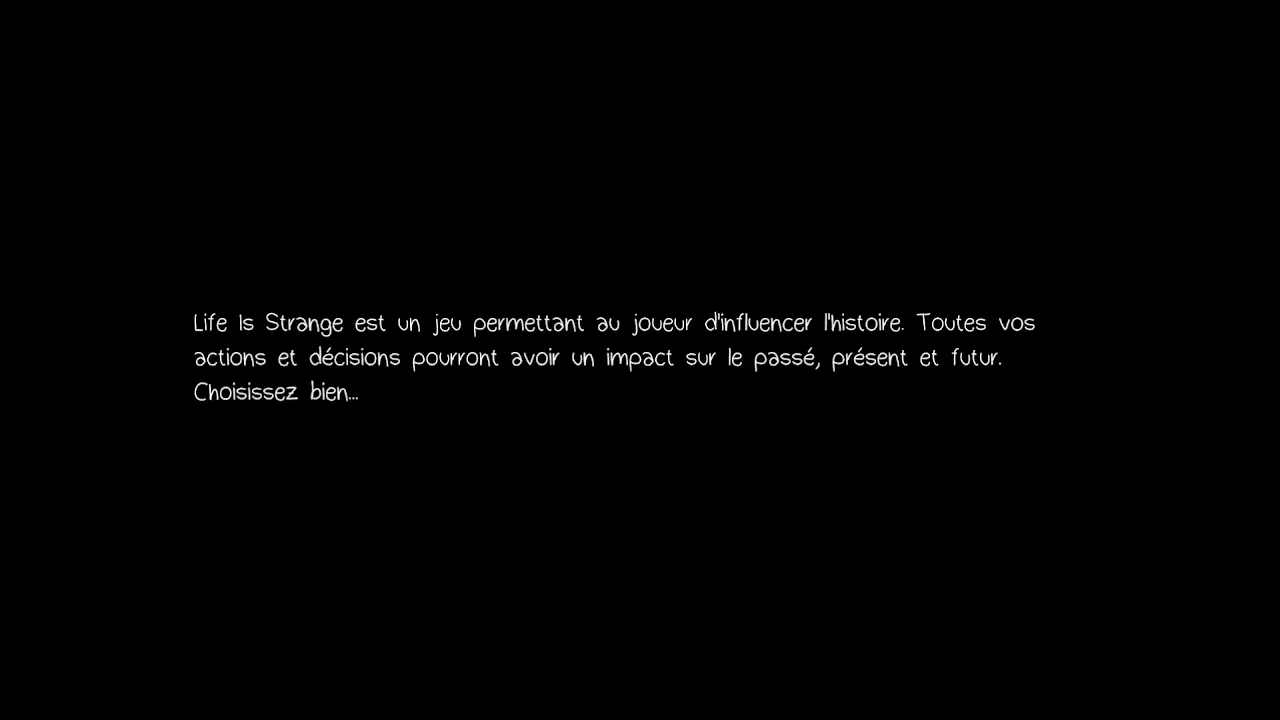 Life Is Strange est un jeu permettant au joueur d'influencer l'histoire. Toutes vos
actions et décisions pourront avoir un impact sur le passé, présent et futur.
Choisissez bien...